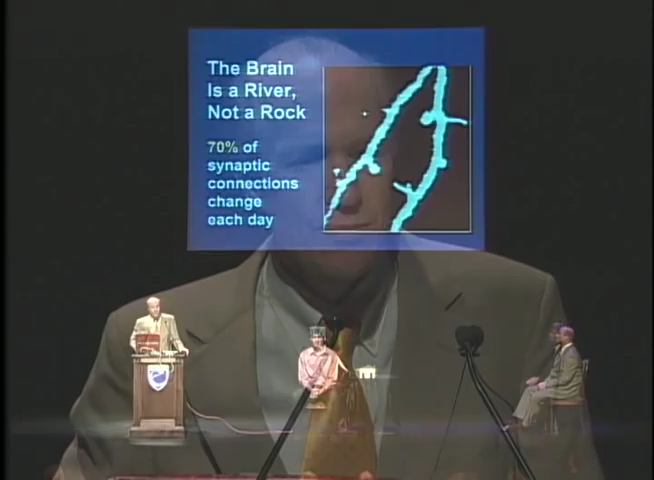 The Brain
Is a River,
Not a Rock
70% of
synaptic
connections
change
each day